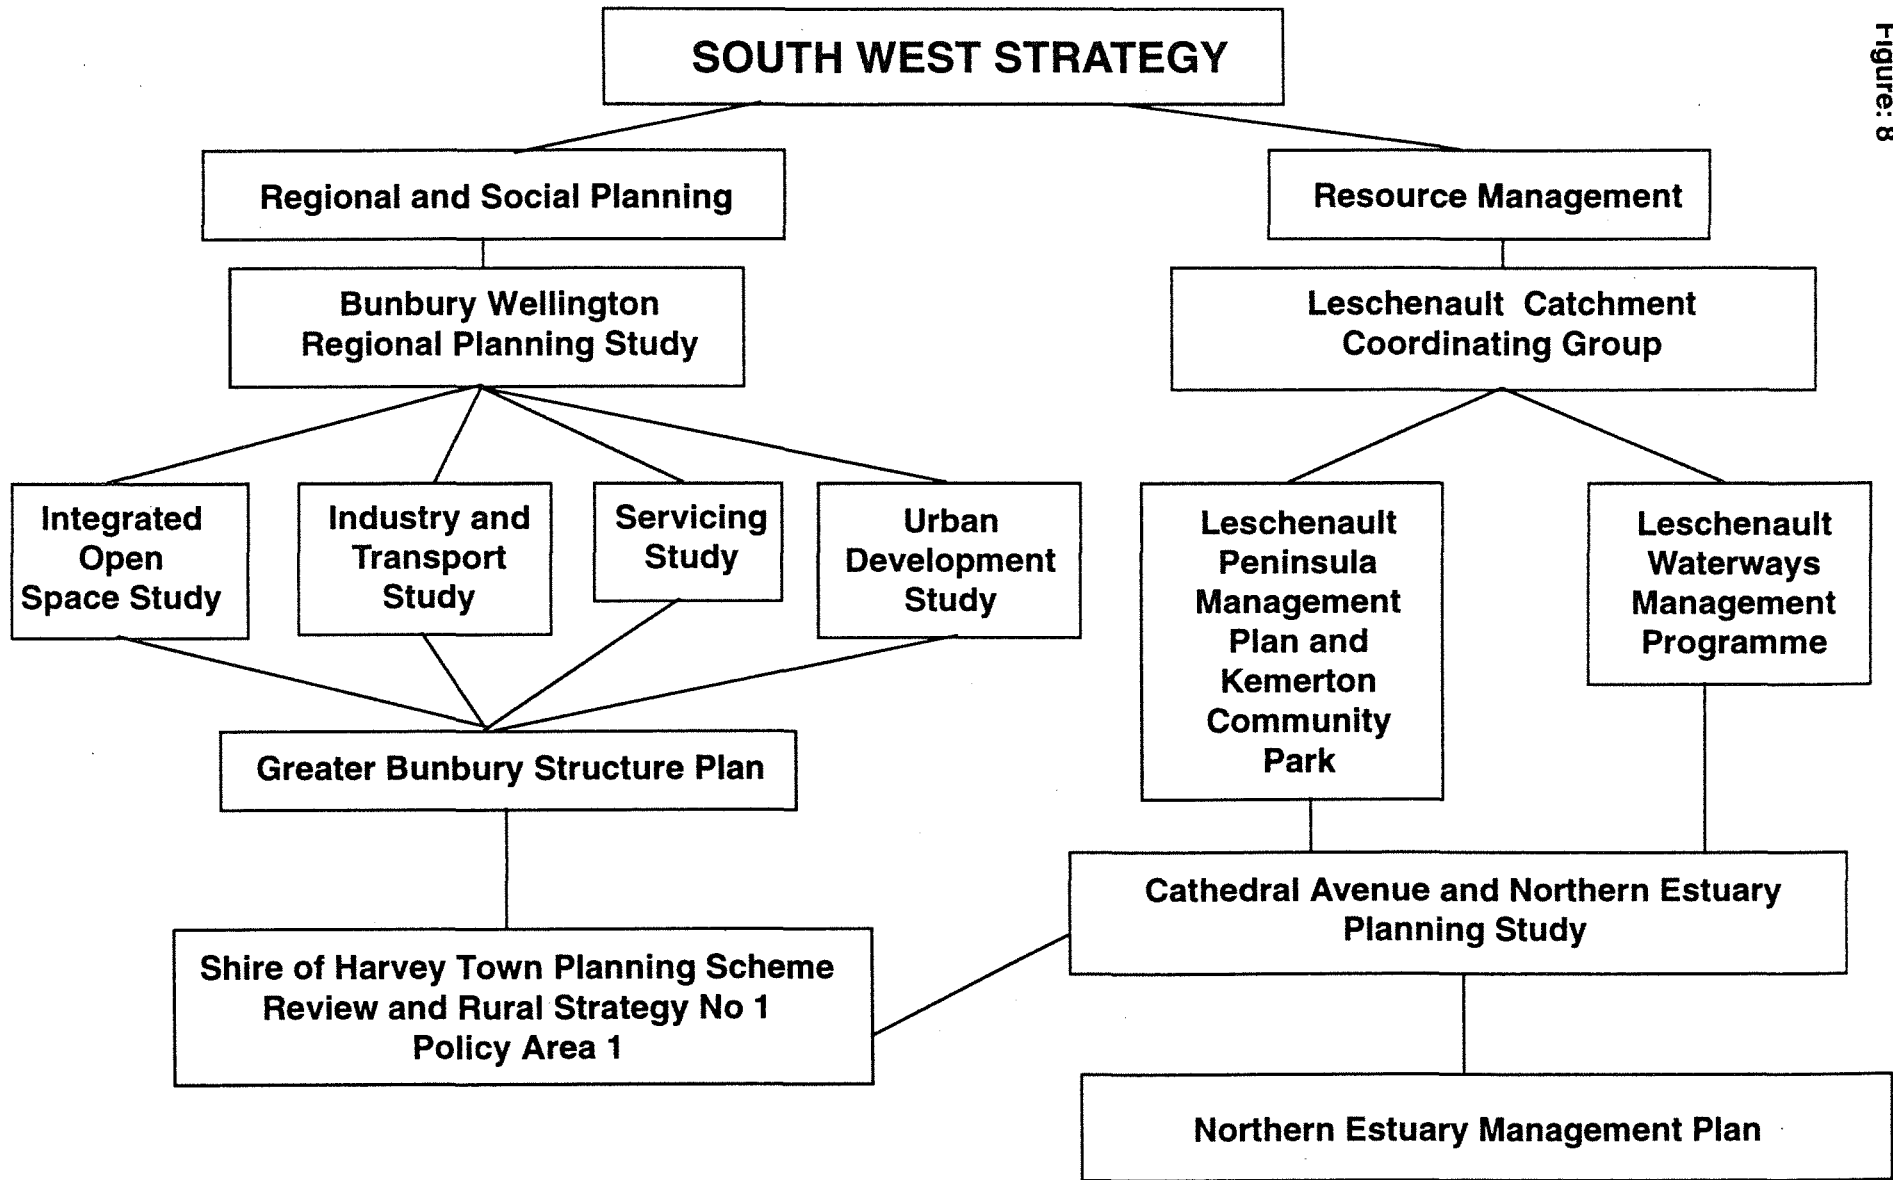 Figure: 8
SOUTH WEST STRATEGY
Regional and Social Planning
Resource Management
Bunbury Wellington
Regional Planning Study
Leschenault Catchment
Coordinating Group
Integrated
Open
Space Study
Industry and
Transport
Study
Servicing
Study
Urban
Development
Study
Leschenault
Peninsula
Management
Plan and
Kemerton
Community
Park
Leschenault
Waterways
Management
Programme
Greater Bunbury Structure Plan
Cathedral Avenue and Northern Estuary
Planning Study
Shire of Harvey Town Planning Scheme
Review and Rural Strategy No 1
Policy Area 1
Northern Estuary Management Plan